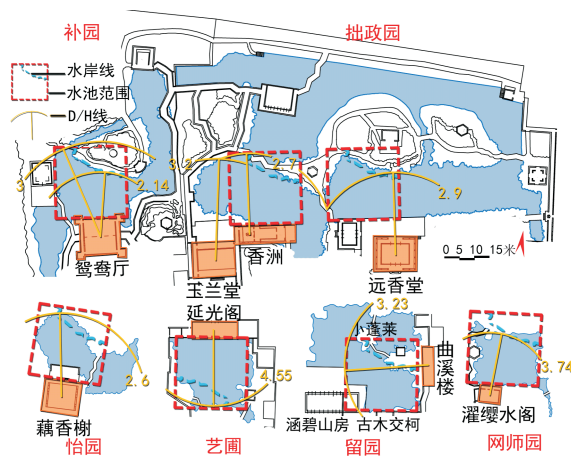 补园
拙政园
水岸线
水池范围
D/H线
3.2
2.7
3
2.14
2.9
鸳鸯厅
玉兰堂
香洲
远香堂
0 5 10 15米
延光阁
3.23
小蓬莱
曲溪楼
2.6
4.55
3.74
藕香榭
涵碧山房
古木交柯
濯缨水阁
怡园
艺圃
留园
网师园